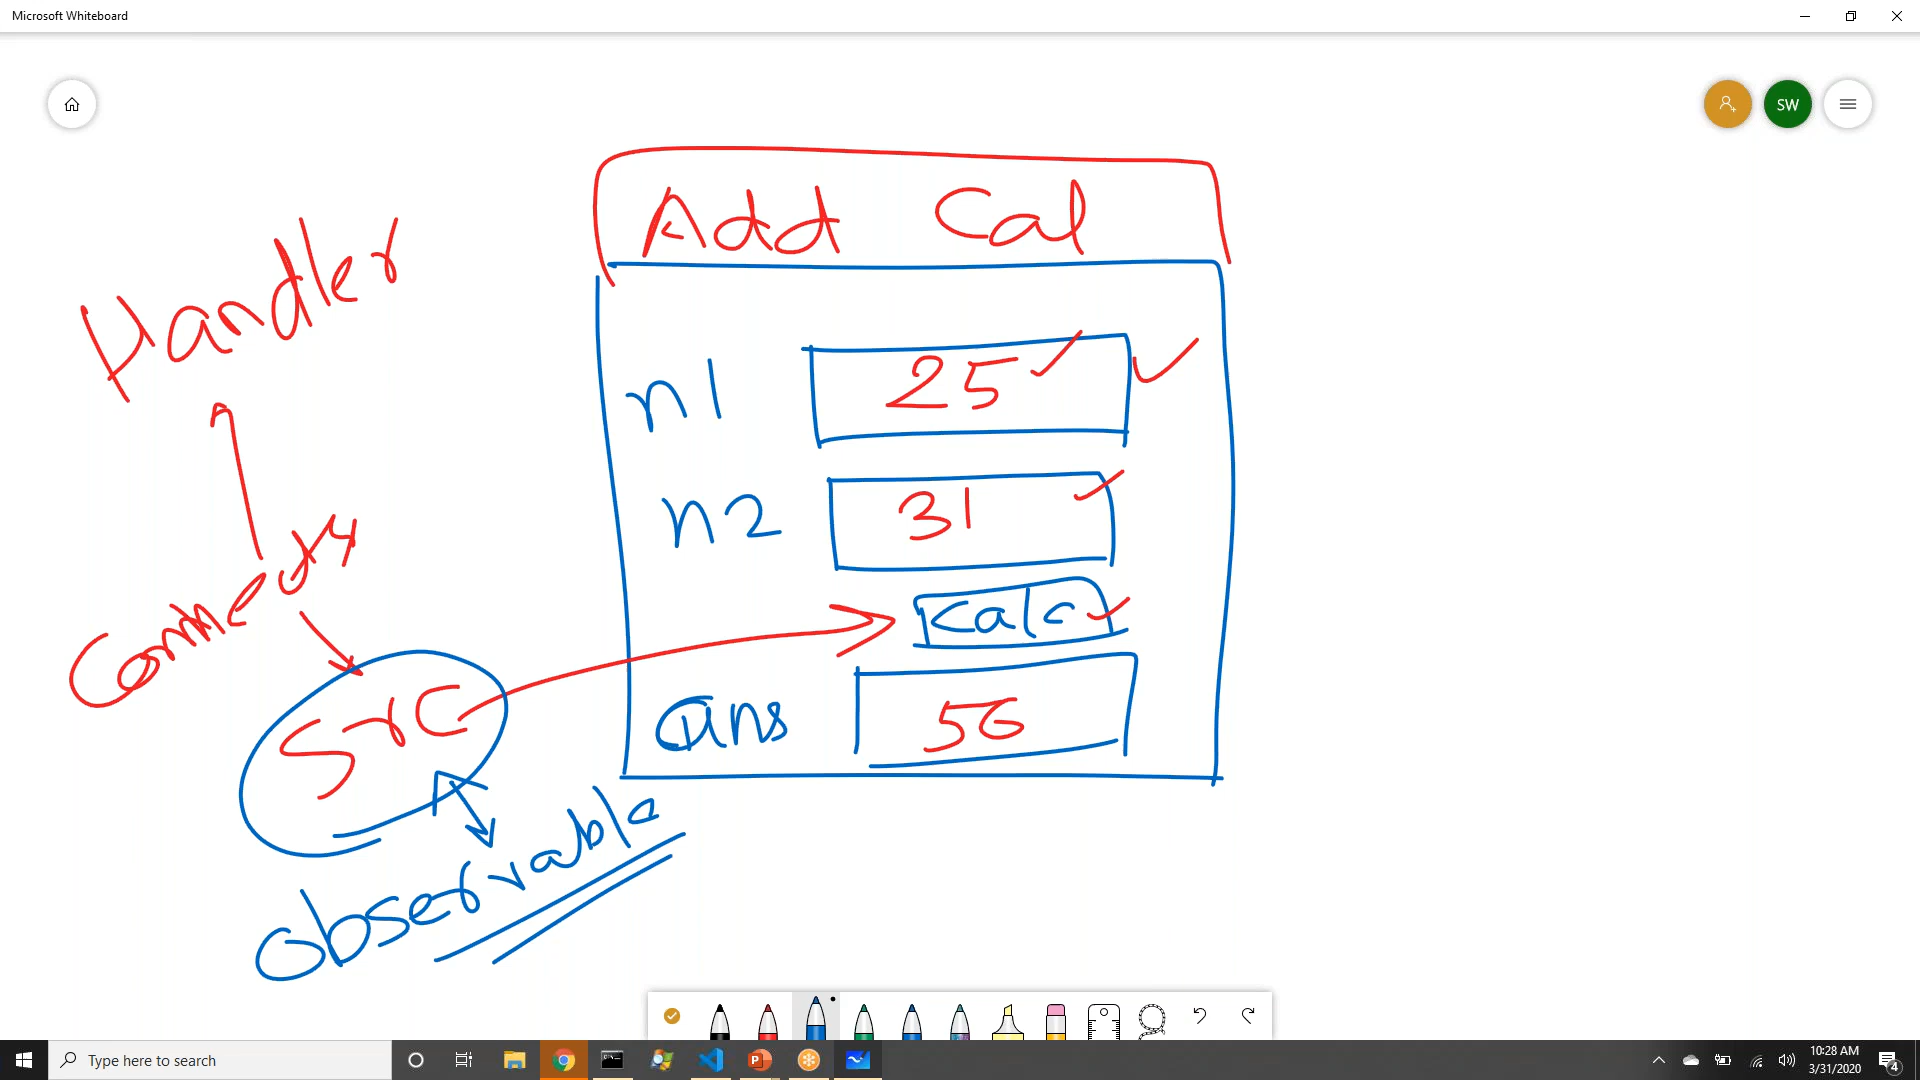 Microsoft Whiteboard
SW
Add Cal
Handler
n1 25
n2 31
Calc
Connects
Src
ans 56
observable
Type here to search
10:28 AM
3/31/2020
4